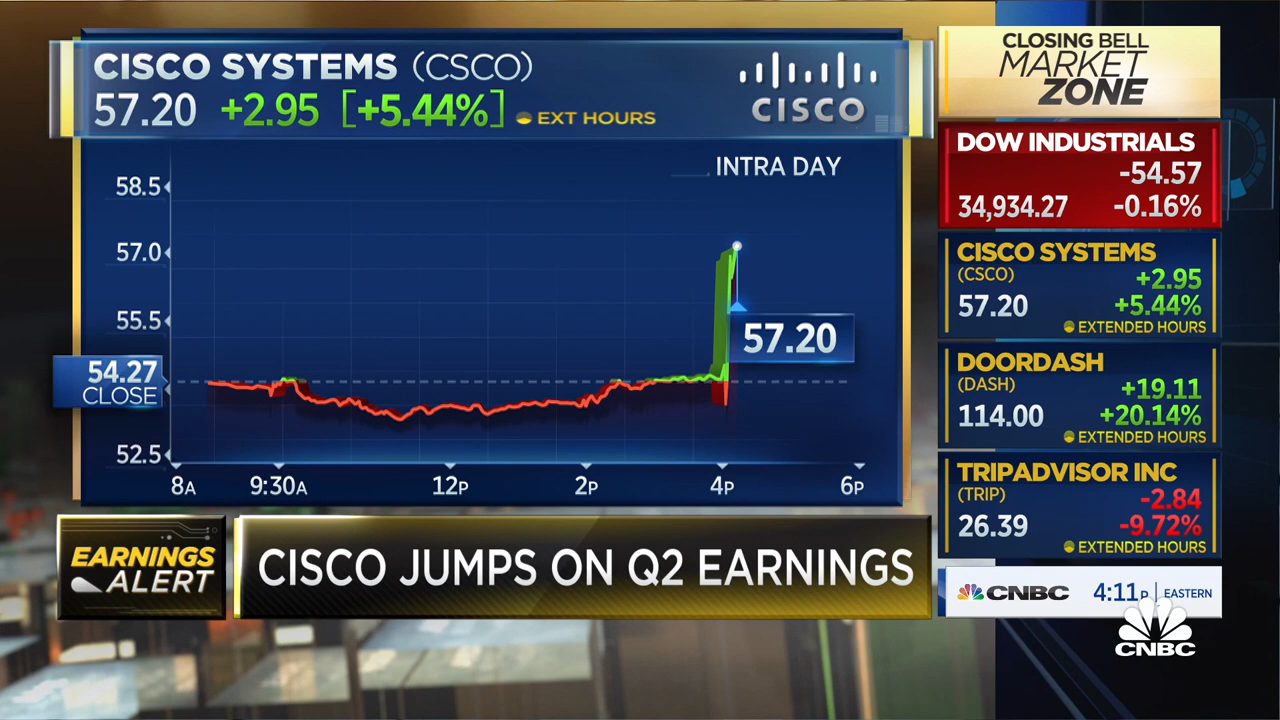 CISCO SYSTEMS (CSCO)
57.20 +2.95 [+5.44%] EXT HOURS
CISCO
INTRA DAY
58.5
57.0
55.5
54.27
CLOSE
52.5
57.20
8A 9:30A 12P 2P 4P 6P
EARNINGS
ALERT
CISCO JUMPS ON Q2 EARNINGS
CLOSING BELL
MARKET
ZONE
DOW INDUSTRIALS
-54.57
34,934.27 -0.16%
CISCO SYSTEMS
(CSCO) +2.95
57.20 +5.44%
EXTENDED HOURS
DOORDASH
(DASH) +19.11
114.00 +20.14%
EXTENDED HOURS
TRIPADVISOR INC
(TRIP) -2.84
26.39 -9.72%
EXTENDED HOURS
CNBC 4:11P EASTERN
CNBC